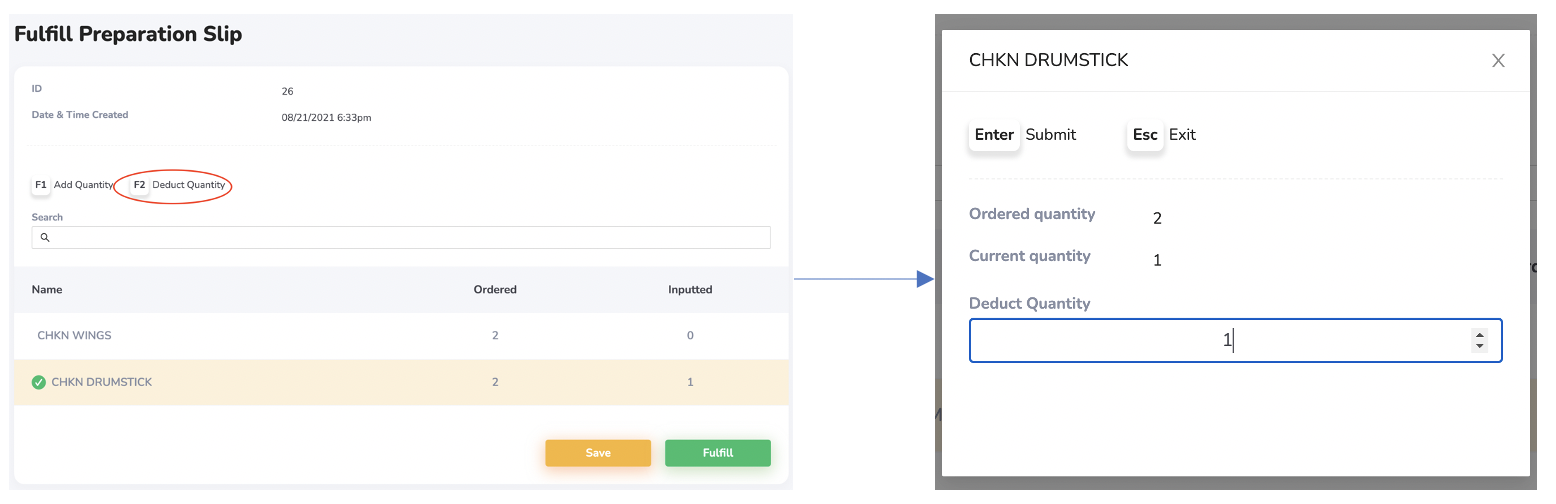 Fulfill Preparation Slip
ID 26
Date & Time Created 08/21/2021 6:33pm
F1 Add Quantity F2 Deduct Quantity
Search
Name Ordered Inputted
CHKN WINGS 2 0
CHKN DRUMSTICK 2 1
Save Fulfill
CHKN DRUMSTICK X
Enter Submit Esc Exit
Ordered quantity 2
Current quantity 1
Deduct Quantity
1